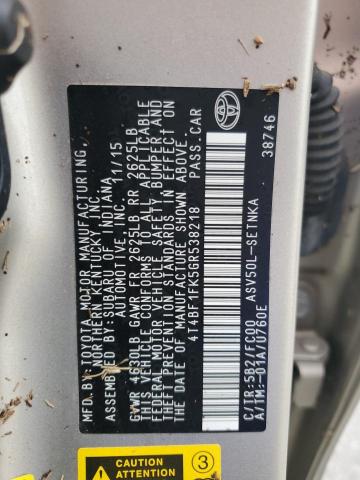 MFD. BY: TOYOTA MOTOR MANUFACTURING,
NORTHERN KENTUCKY, INC.
ASSEMBLED BY: SUBARU OF INDIANA
AUTOMOTIVE INC. 11/15
GVWR 4630LB GAWR FR 2625LB RR 2625LB
THIS VEHICLE CONFORMS TO ALL APPLICABLE
FEDERAL MOTOR VEHICLE SAFETY, BUMPER, AND
THEFT PREVENTION STANDARDS IN EFFECT ON
THE DATE OF MANUFACTURE SHOWN ABOVE.
4T4BF1FK5GR538218 PASS.CAR
C/TR:5B2/FC00 ASV50L-SETNKA
A/TM:-01A/U760E 38746
TOYOTA
CAUTION
ATTENTION
3